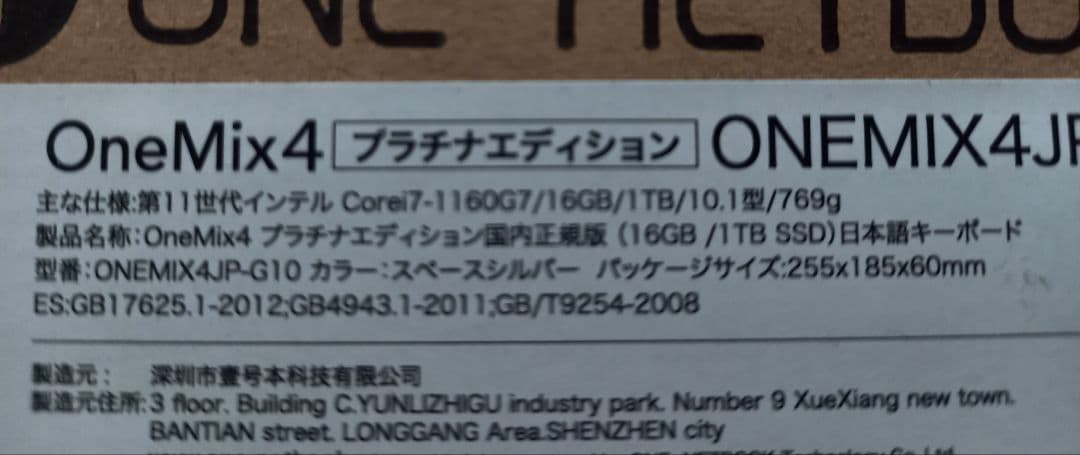 ONE-NETBOO
OneMix4 プラチナエディション ONEMIX4JP
主な仕様:第11世代インテル Corei7-1160G7/16GB/1TB/10.1型/769g
製品名称:OneMix4 プラチナエディション国内正規版 (16GB /1TB SSD)日本語キーボード
型番:ONEMIX4JP-G10 カラー:スペースシルバー パッケージサイズ:255x185x60mm
ES:GB17625.1-2012;GB4943.1-2011;GB/T9254-2008
製造元: 深圳市壹号本科技有限公司
製造元住所:3 floor. Building C.YUNLIZHIGU industry park. Number 9 XueXiang new town.
BANTIAN street. LONGGANG Area.SHENZHEN city